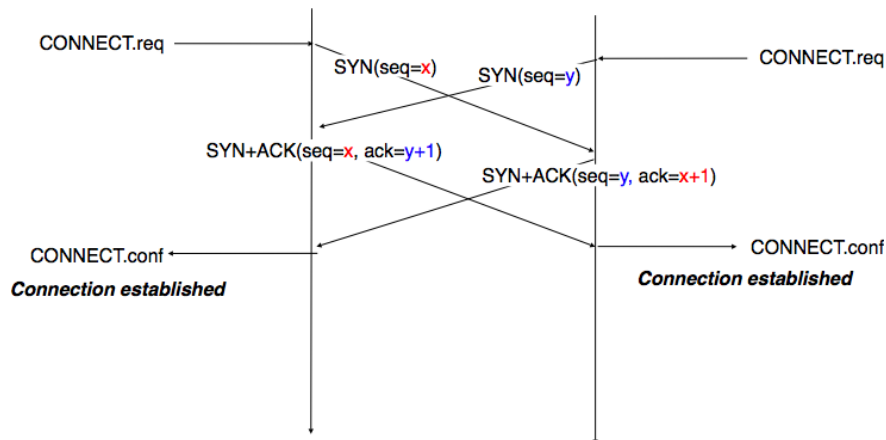 CONNECT.req
CONNECT.req
SYN(seq=x)
SYN(seq=y)
SYN+ACK(seq=x, ack=y+1)
SYN+ACK(seq=y, ack=x+1)
CONNECT.conf
CONNECT.conf
Connection established
Connection established